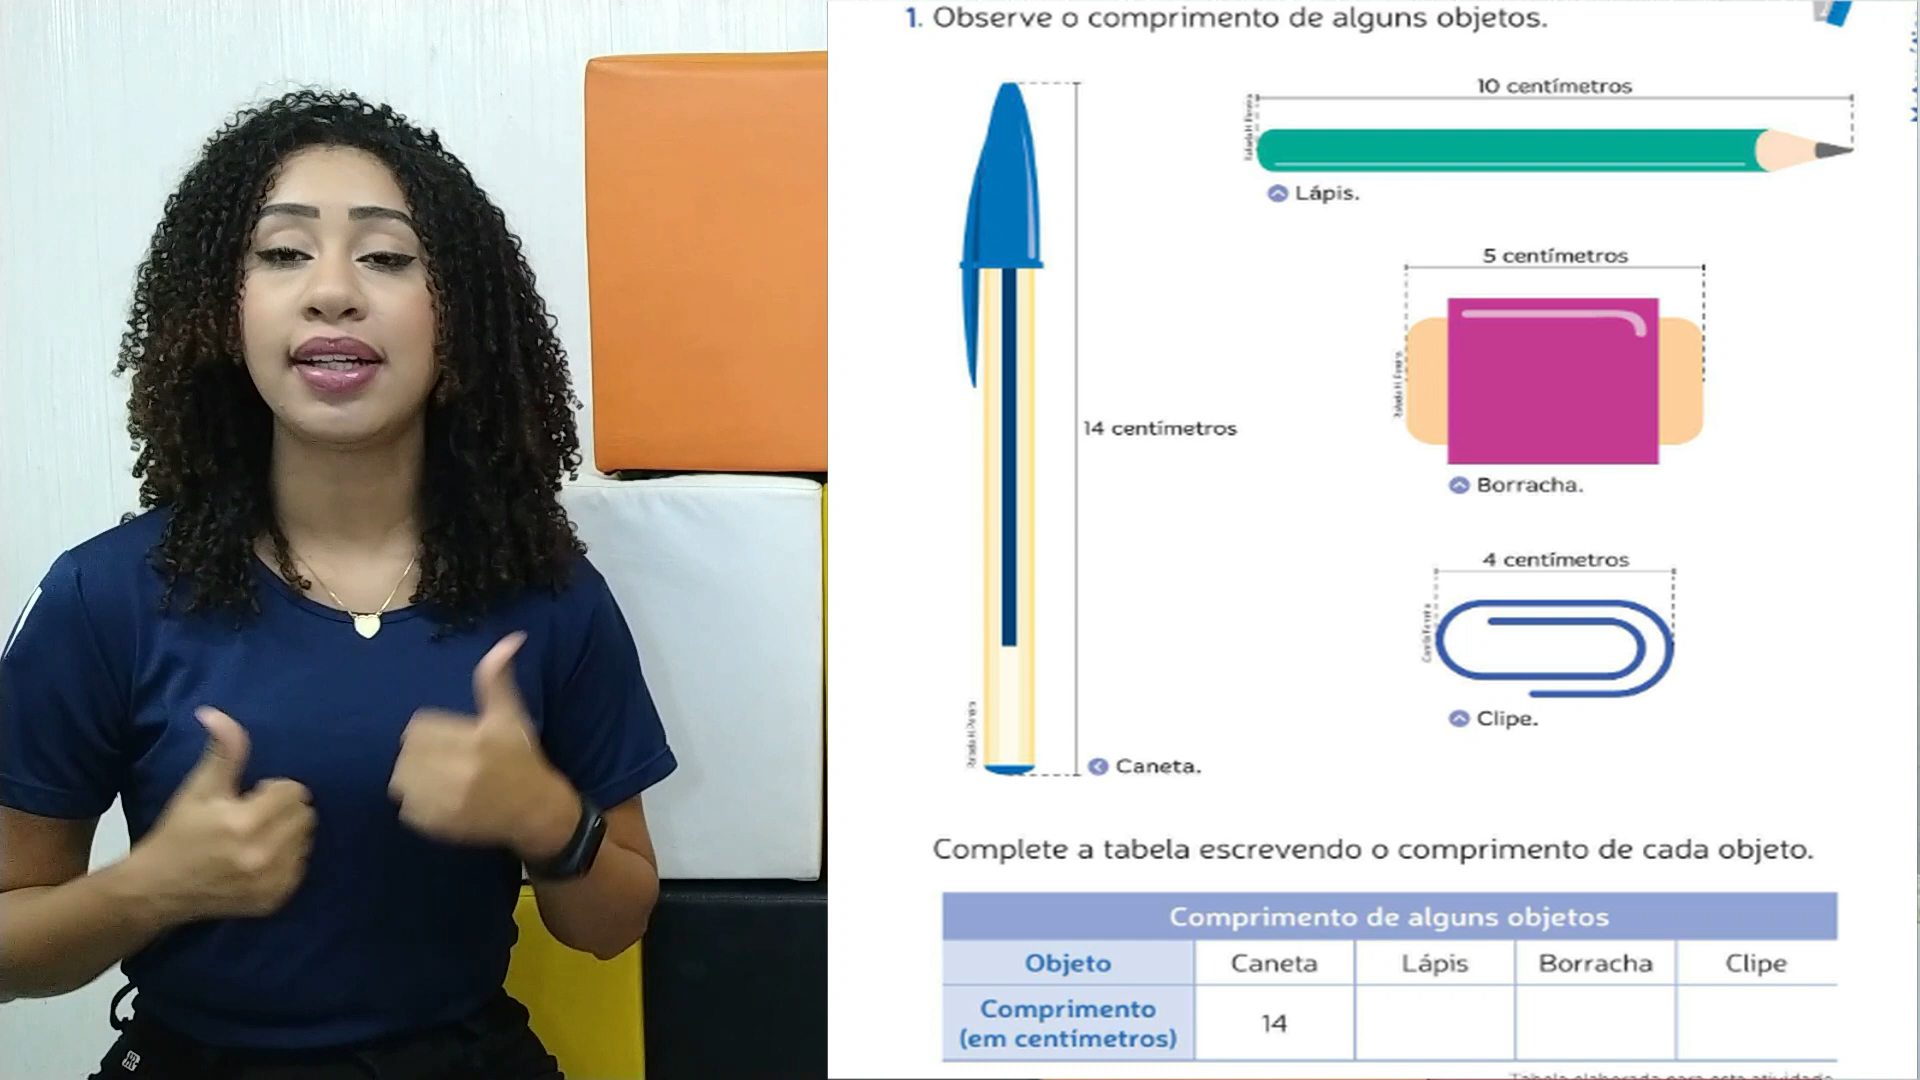 1. Observe o comprimento de alguns objetos.
10 centímetros
Lápis.
5 centímetros
Borracha.
14 centímetros
4 centímetros
Clipe.
Caneta.
Complete a tabela escrevendo o comprimento de cada objeto.
Comprimento de alguns objetos
Objeto Caneta Lápis Borracha Clipe
Comprimento
(em centímetros) 14